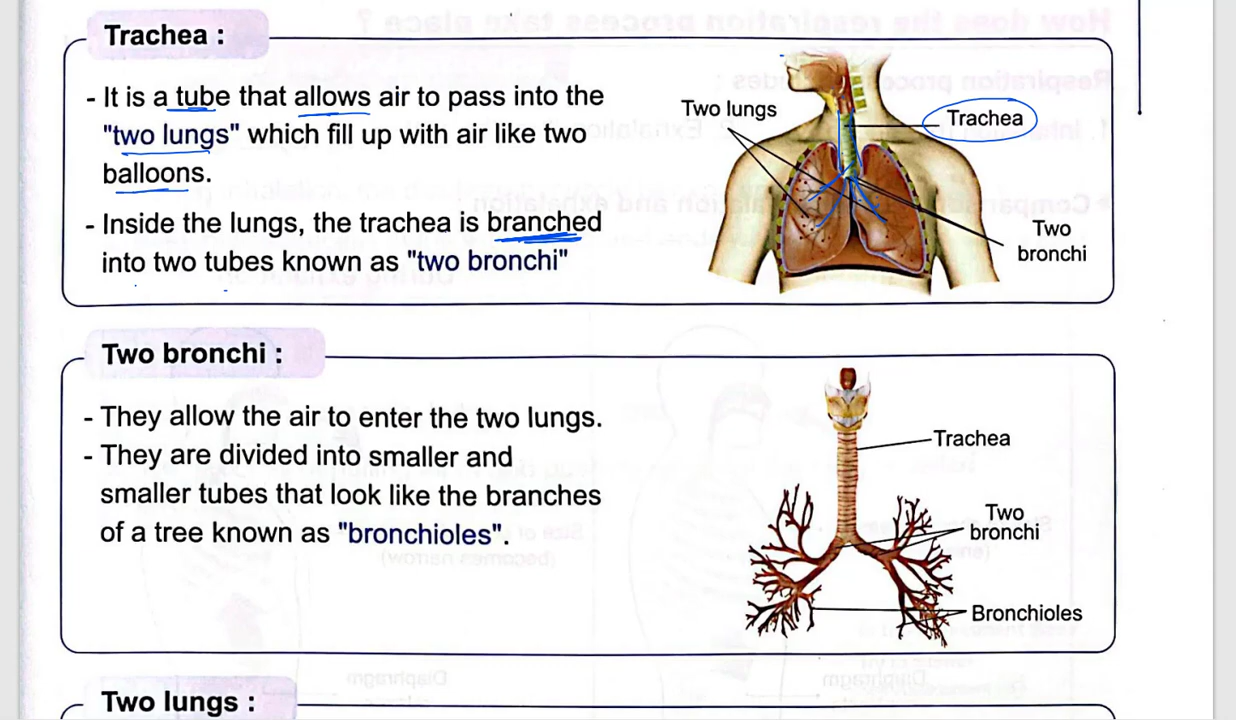 Trachea :
- It is a tube that allows air to pass into the
"two lungs" which fill up with air like two
balloons.
- Inside the lungs, the trachea is branched
into two tubes known as "two bronchi"
Two lungs
Trachea
Two
bronchi
Two bronchi :
- They allow the air to enter the two lungs.
- They are divided into smaller and
smaller tubes that look like the branches
of a tree known as "bronchioles".
Trachea
Two
bronchi
Bronchioles
Two lungs :